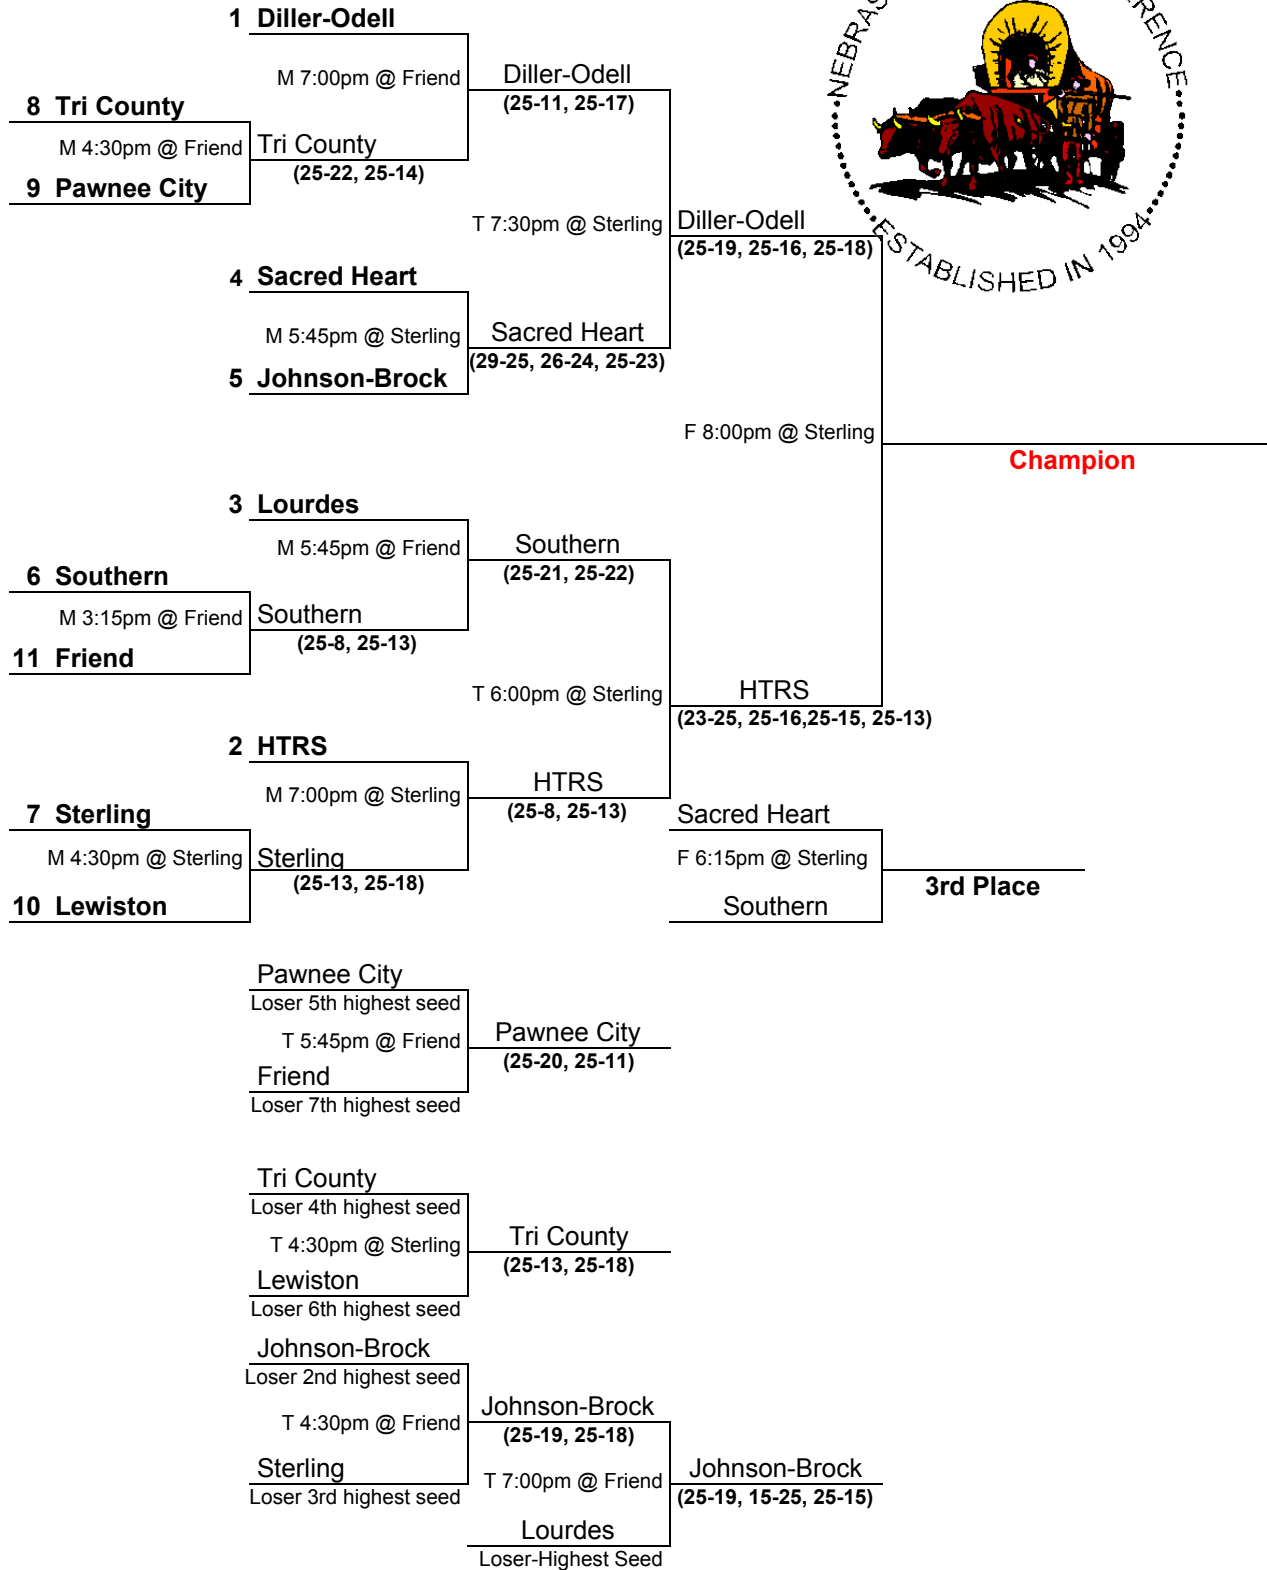 NEBRAS
RENCE
ESTABLISHED IN 1994
1 Diller-Odell
M 7:00pm @ Friend
Diller-Odell
(25-11, 25-17)
8 Tri County
M 4:30pm @ Friend
Tri County
(25-22, 25-14)
9 Pawnee City
T 7:30pm @ Sterling
Diller-Odell
(25-19, 25-16, 25-18)
4 Sacred Heart
M 5:45pm @ Sterling
Sacred Heart
(29-25, 26-24, 25-23)
5 Johnson-Brock
F 8:00pm @ Sterling
Champion
3 Lourdes
M 5:45pm @ Friend
Southern
(25-21, 25-22)
6 Southern
M 3:15pm @ Friend
Southern
(25-8, 25-13)
11 Friend
T 6:00pm @ Sterling
HTRS
(23-25, 25-16,25-15, 25-13)
2 HTRS
M 7:00pm @ Sterling
HTRS
(25-8, 25-13)
7 Sterling
M 4:30pm @ Sterling
Sterling
(25-13, 25-18)
10 Lewiston
Sacred Heart
F 6:15pm @ Sterling
3rd Place
Southern
Pawnee City
Loser 5th highest seed
T 5:45pm @ Friend
Pawnee City
(25-20, 25-11)
Friend
Loser 7th highest seed
Tri County
Loser 4th highest seed
T 4:30pm @ Sterling
Tri County
(25-13, 25-18)
Lewiston
Loser 6th highest seed
Johnson-Brock
Loser 2nd highest seed
T 4:30pm @ Friend
Johnson-Brock
(25-19, 25-18)
Sterling
Loser 3rd highest seed
T 7:00pm @ Friend
Johnson-Brock
(25-19, 15-25, 25-15)
Lourdes
Loser-Highest Seed